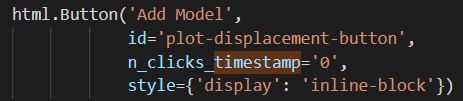 html.Button('Add Model',
id='plot-displacement-button',
n_clicks_timestamp='0',
style={'display': 'inline-block'})